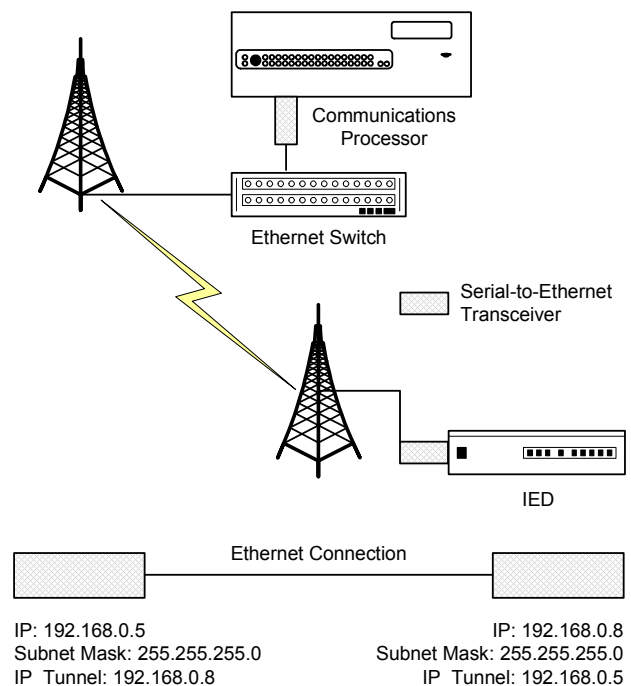 Communications
Processor
Ethernet Switch
Serial-to-Ethernet
Transceiver
IED
Ethernet Connection
IP: 192.168.0.5
Subnet Mask: 255.255.255.0
IP Tunnel: 192.168.0.8
IP: 192.168.0.8
Subnet Mask: 255.255.255.0
IP Tunnel: 192.168.0.5